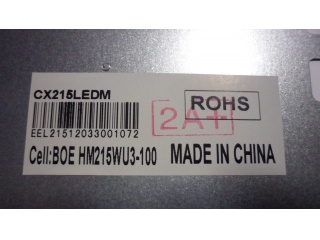 CX215LEDM
ROHS
2A+
EEL21512033001072
Cell:BOE HM215WU3-100 MADE IN CHINA